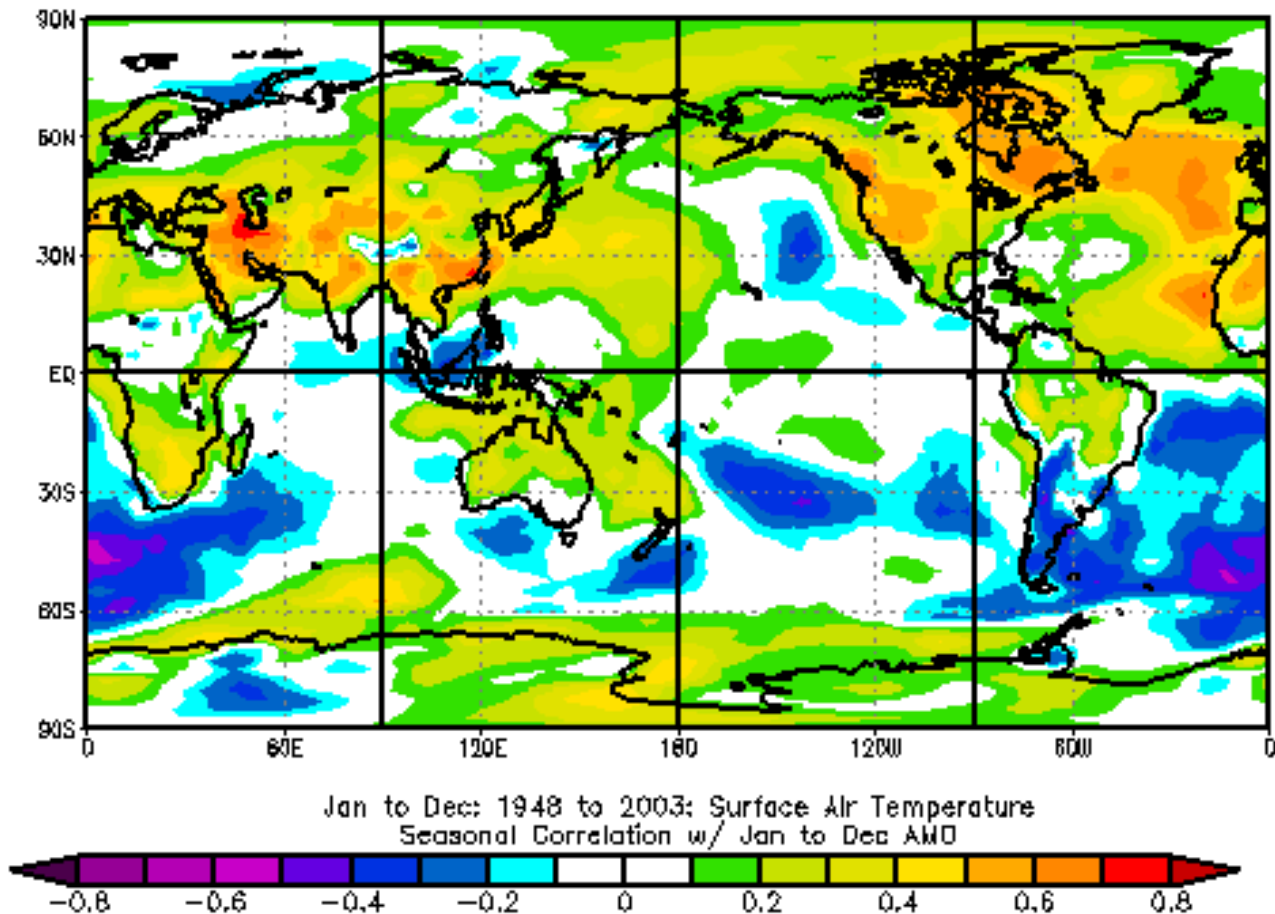 90N
60N
30N
EQ
30S
60S
90S
0 60E 120E 180 120W 60W 0
Jan to Dec: 1948 to 2003: Surface Air Temperature
Seasonal Correlation w/ Jan to Dec AMO
-0.8 -0.6 -0.4 -0.2 0 0.2 0.4 0.6 0.8